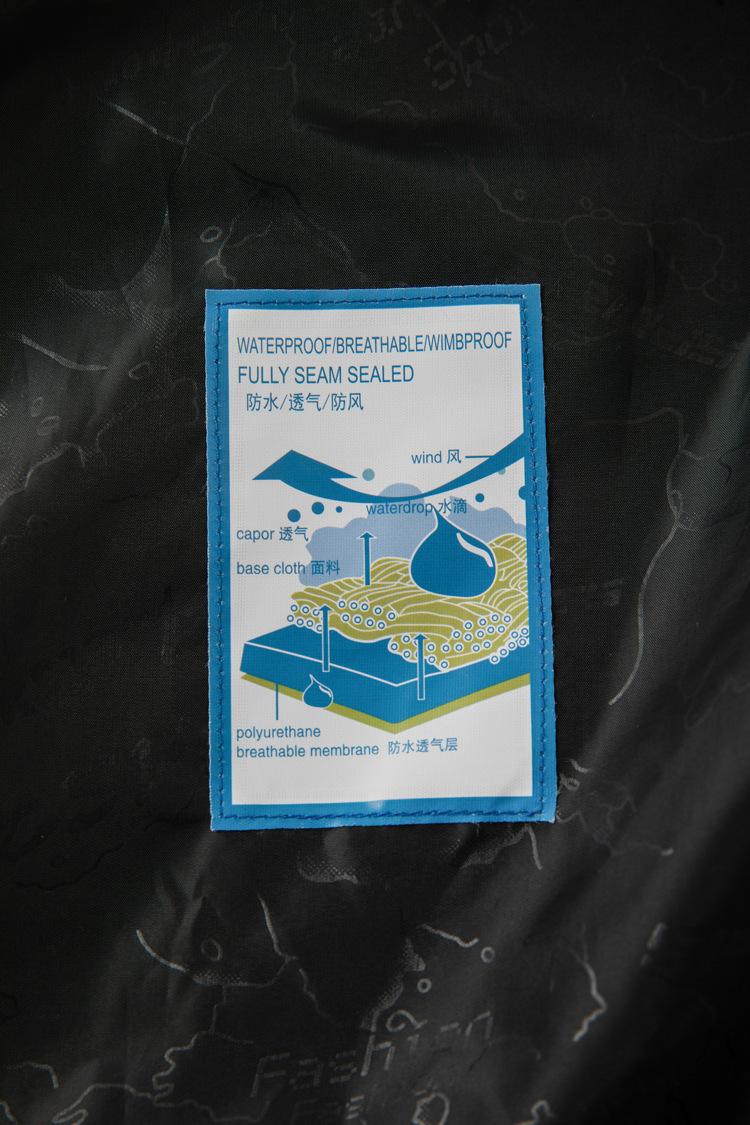 WATERPROOF/BREATHABLE/WIMBPROOF
FULLY SEAM SEALED
防水/透气/防风
wind 风
waterdrop 水滴
capor 透气
base cloth 面料
polyurethane
breathable membrane 防水透气层
Fashion